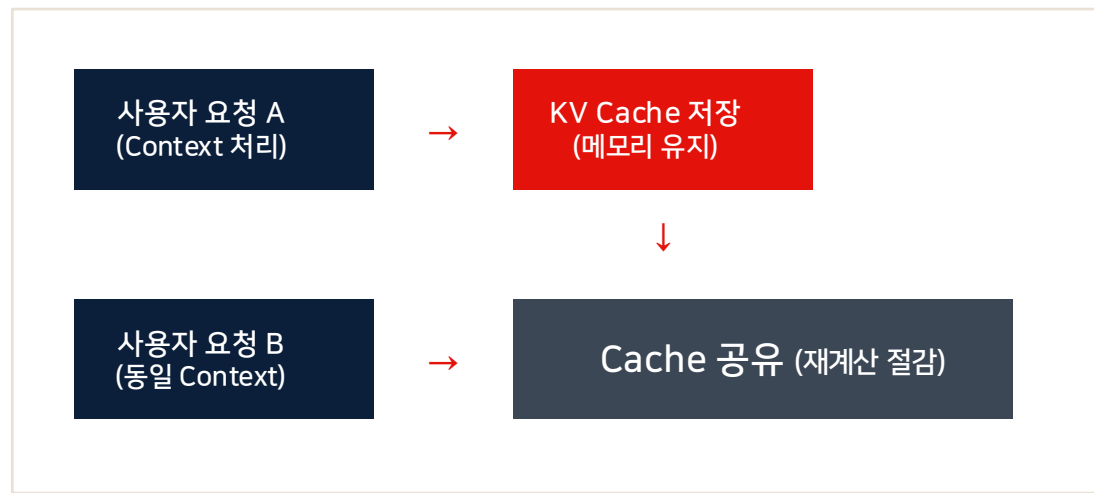 사용자 요청 A
(Context 처리)
→
KV Cache 저장
(메모리 유지)
↓
사용자 요청 B
(동일 Context)
→
Cache 공유 (재계산 절감)